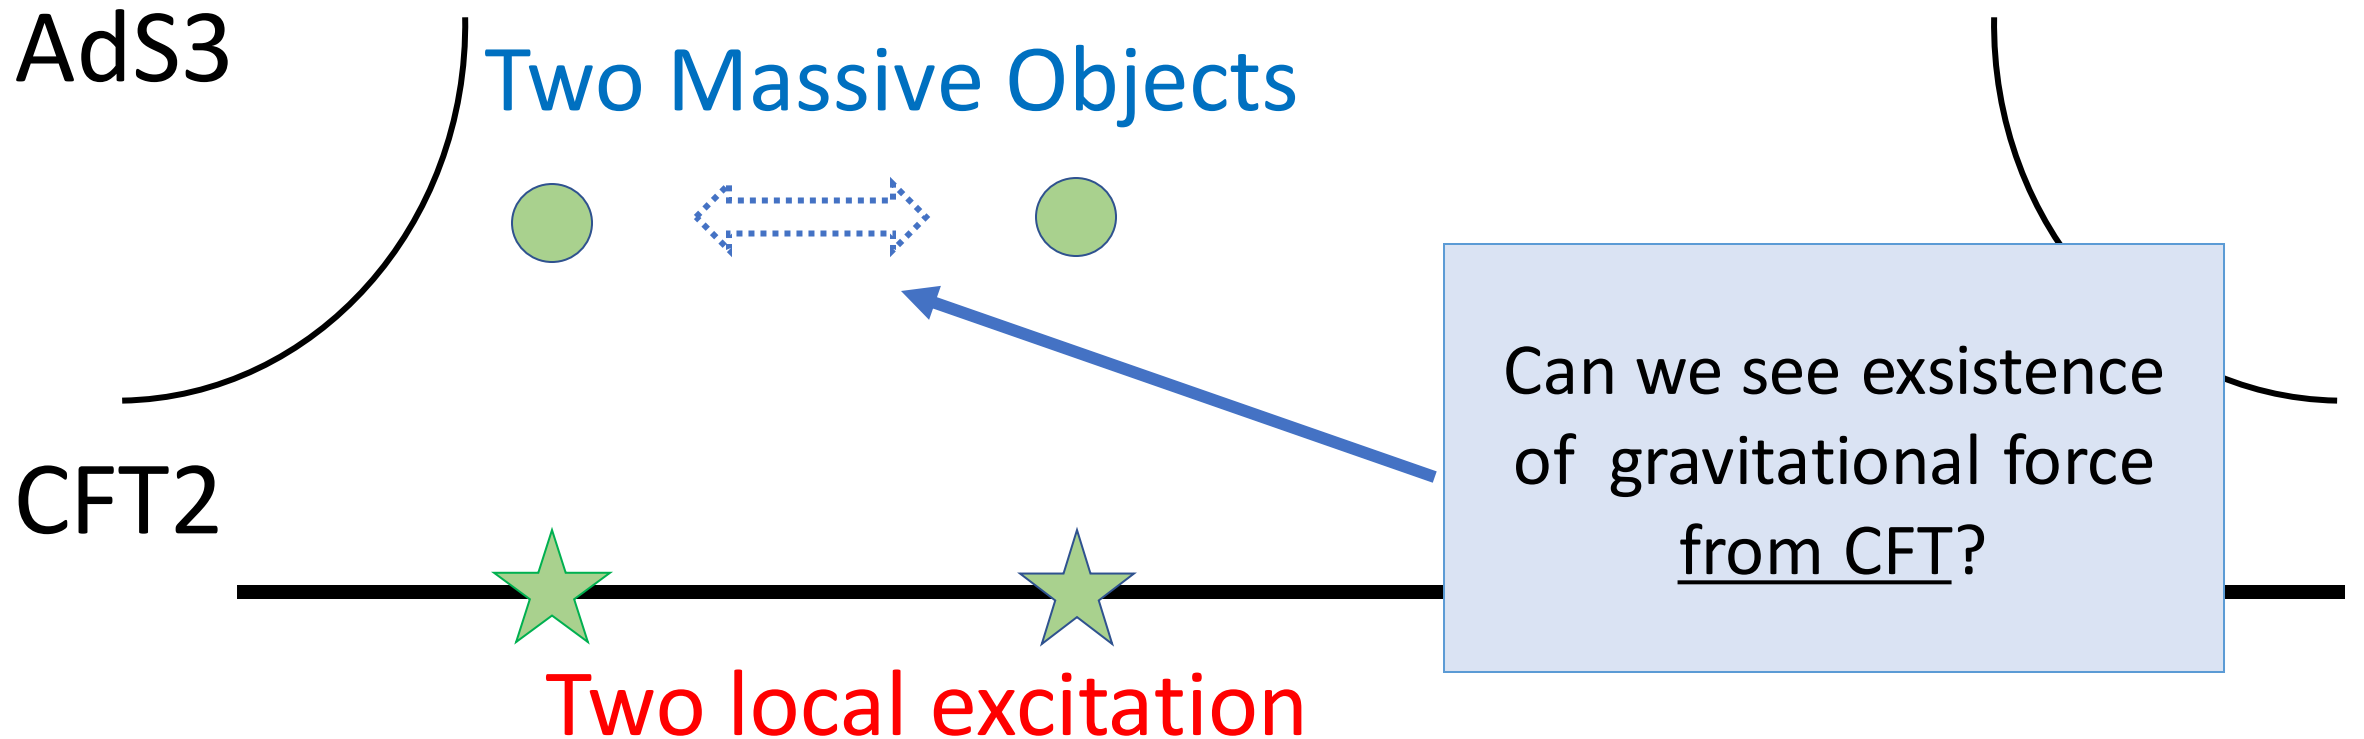 AdS3
Two Massive Objects
Can we see exsistence
of gravitational force
from CFT?
CFT2
Two local excitation